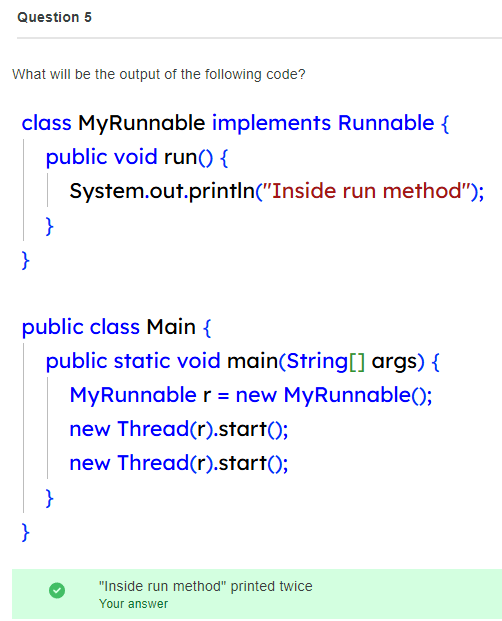 Question 5
What will be the output of the following code?
class MyRunnable implements Runnable {
public void run() {
System.out.println("Inside run method");
}
}
public class Main {
public static void main(String[] args) {
MyRunnable r = new MyRunnable();
new Thread(r).start();
new Thread(r).start();
}
}
"Inside run method" printed twice
Your answer